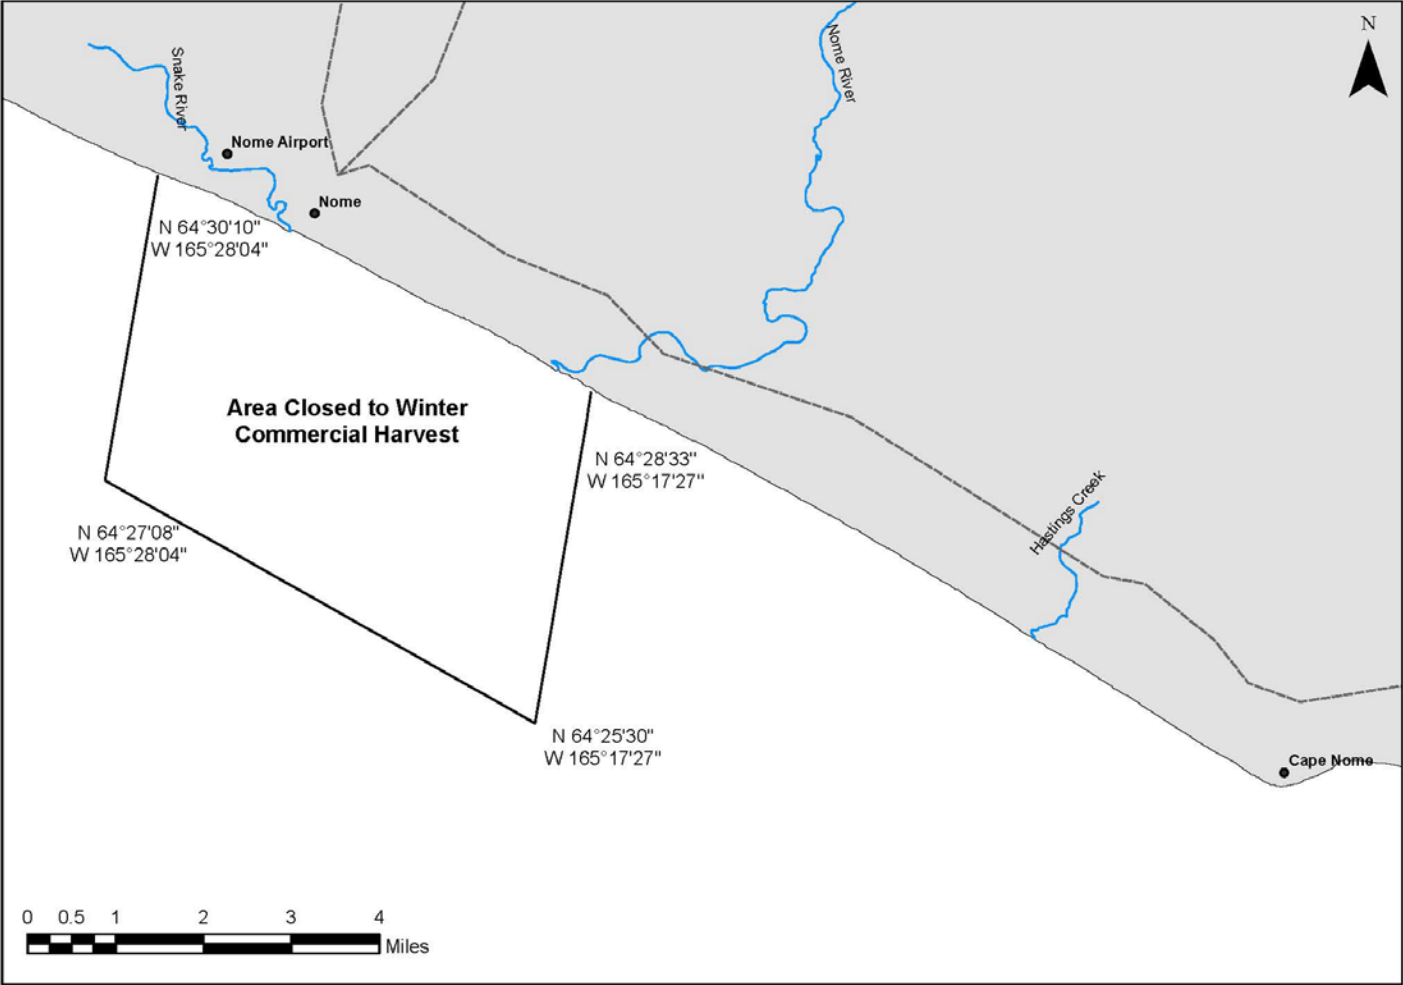 N
Snake River
Nome River
Nome Airport
Nome
N 64°30'10"
W 165°28'04"
Area Closed to Winter
Commercial Harvest
N 64°28'33"
W 165°17'27"
Hastings Creek
N 64°27'08"
W 165°28'04"
N 64°25'30"
W 165°17'27"
Cape Nome
0 0.5 1 2 3 4
Miles